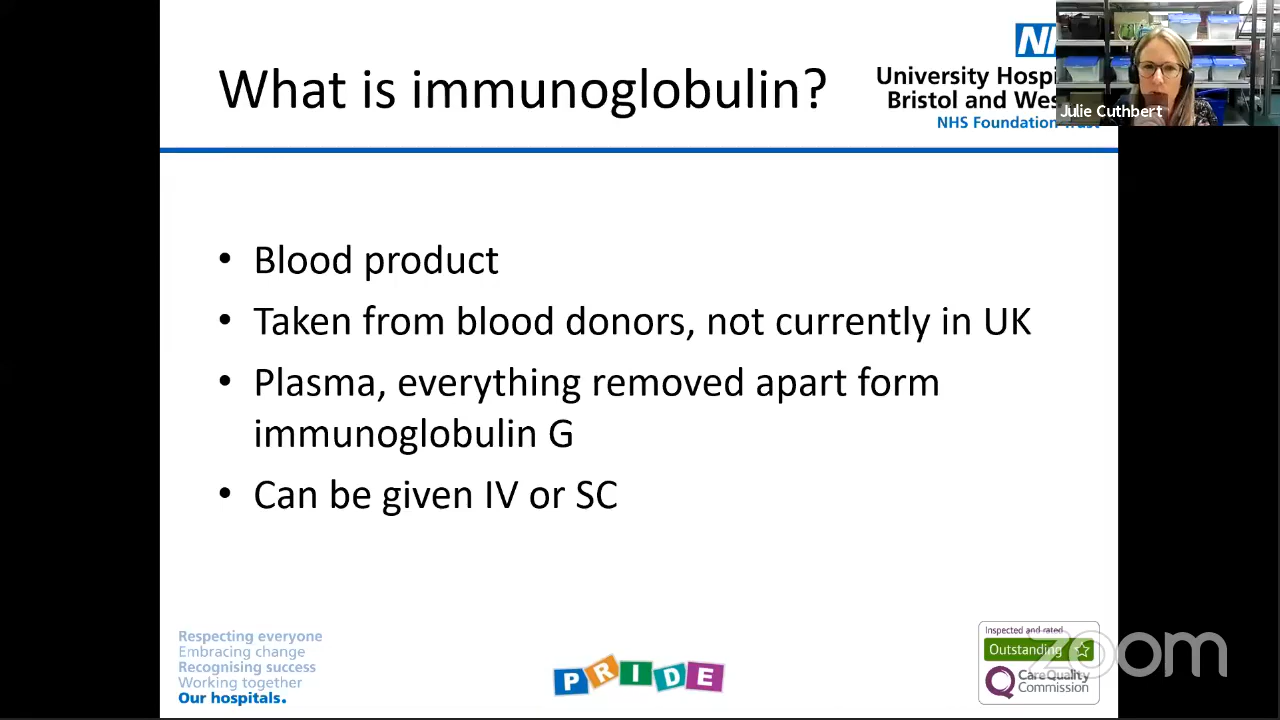 What is immunoglobulin?
University Hospi
Bristol and Wes
NHS Foundation Trust
Julie Cuthbert
• Blood product
• Taken from blood donors, not currently in UK
• Plasma, everything removed apart form
immunoglobulin G
• Can be given IV or SC
Respecting everyone
Embracing change
Recognising success
Working together
Our hospitals.
PRIDE
Inspected and rated
Outstanding
CareQuality
Commission
zoom